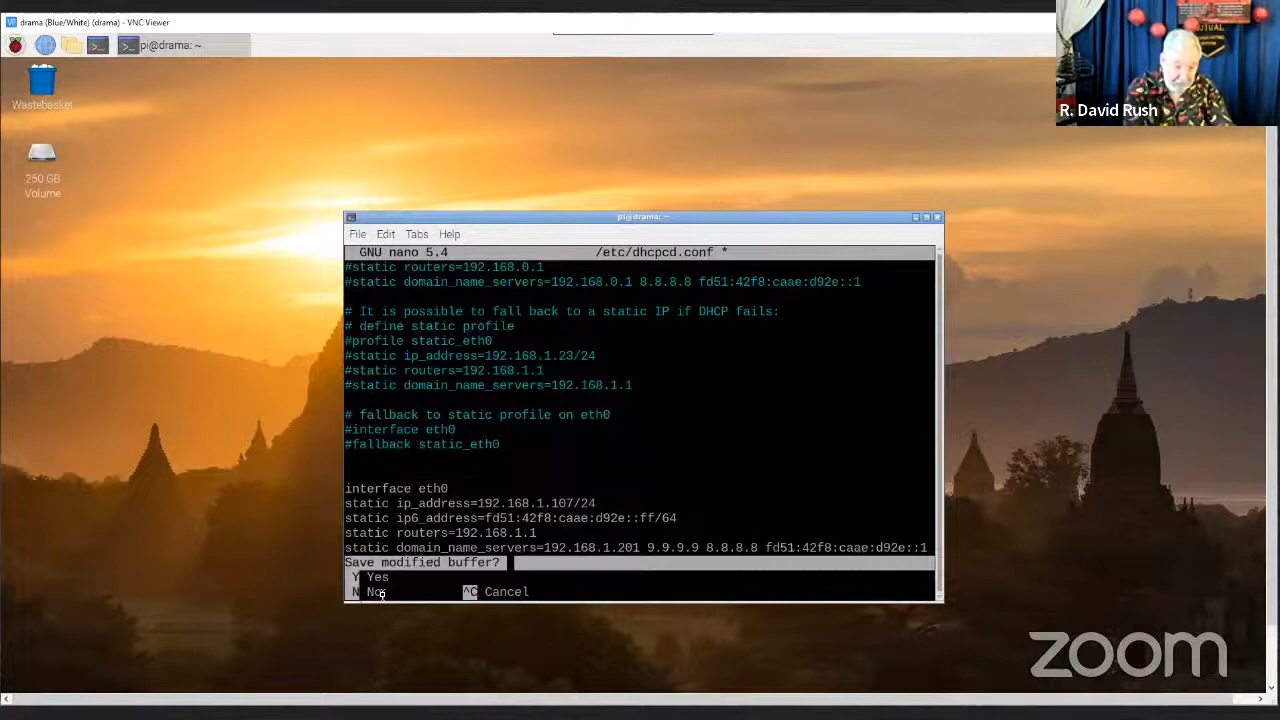 drama (Blue/White) (drama) - VNC Viewer
pi@drama: ~
Wastebasket
250 GB
Volume
MUTUAL
R. David Rush
pi@drama: ~
File Edit Tabs Help
GNU nano 5.4 /etc/dhcpcd.conf *
#static routers=192.168.0.1
#static domain_name_servers=192.168.0.1 8.8.8.8 fd51:42f8:caae:d92e::1
# It is possible to fall back to a static IP if DHCP fails:
# define static profile
#profile static_eth0
#static ip_address=192.168.1.23/24
#static routers=192.168.1.1
#static domain_name_servers=192.168.1.1
# fallback to static profile on eth0
#interface eth0
#fallback static_eth0
interface eth0
static ip_address=192.168.1.107/24
static ip6_address=fd51:42f8:caae:d92e::ff/64
static routers=192.168.1.1
static domain_name_servers=192.168.1.201 9.9.9.9 8.8.8.8 fd51:42f8:caae:d92e::1
Save modified buffer?
Y Yes
N No ^C Cancel
zoom